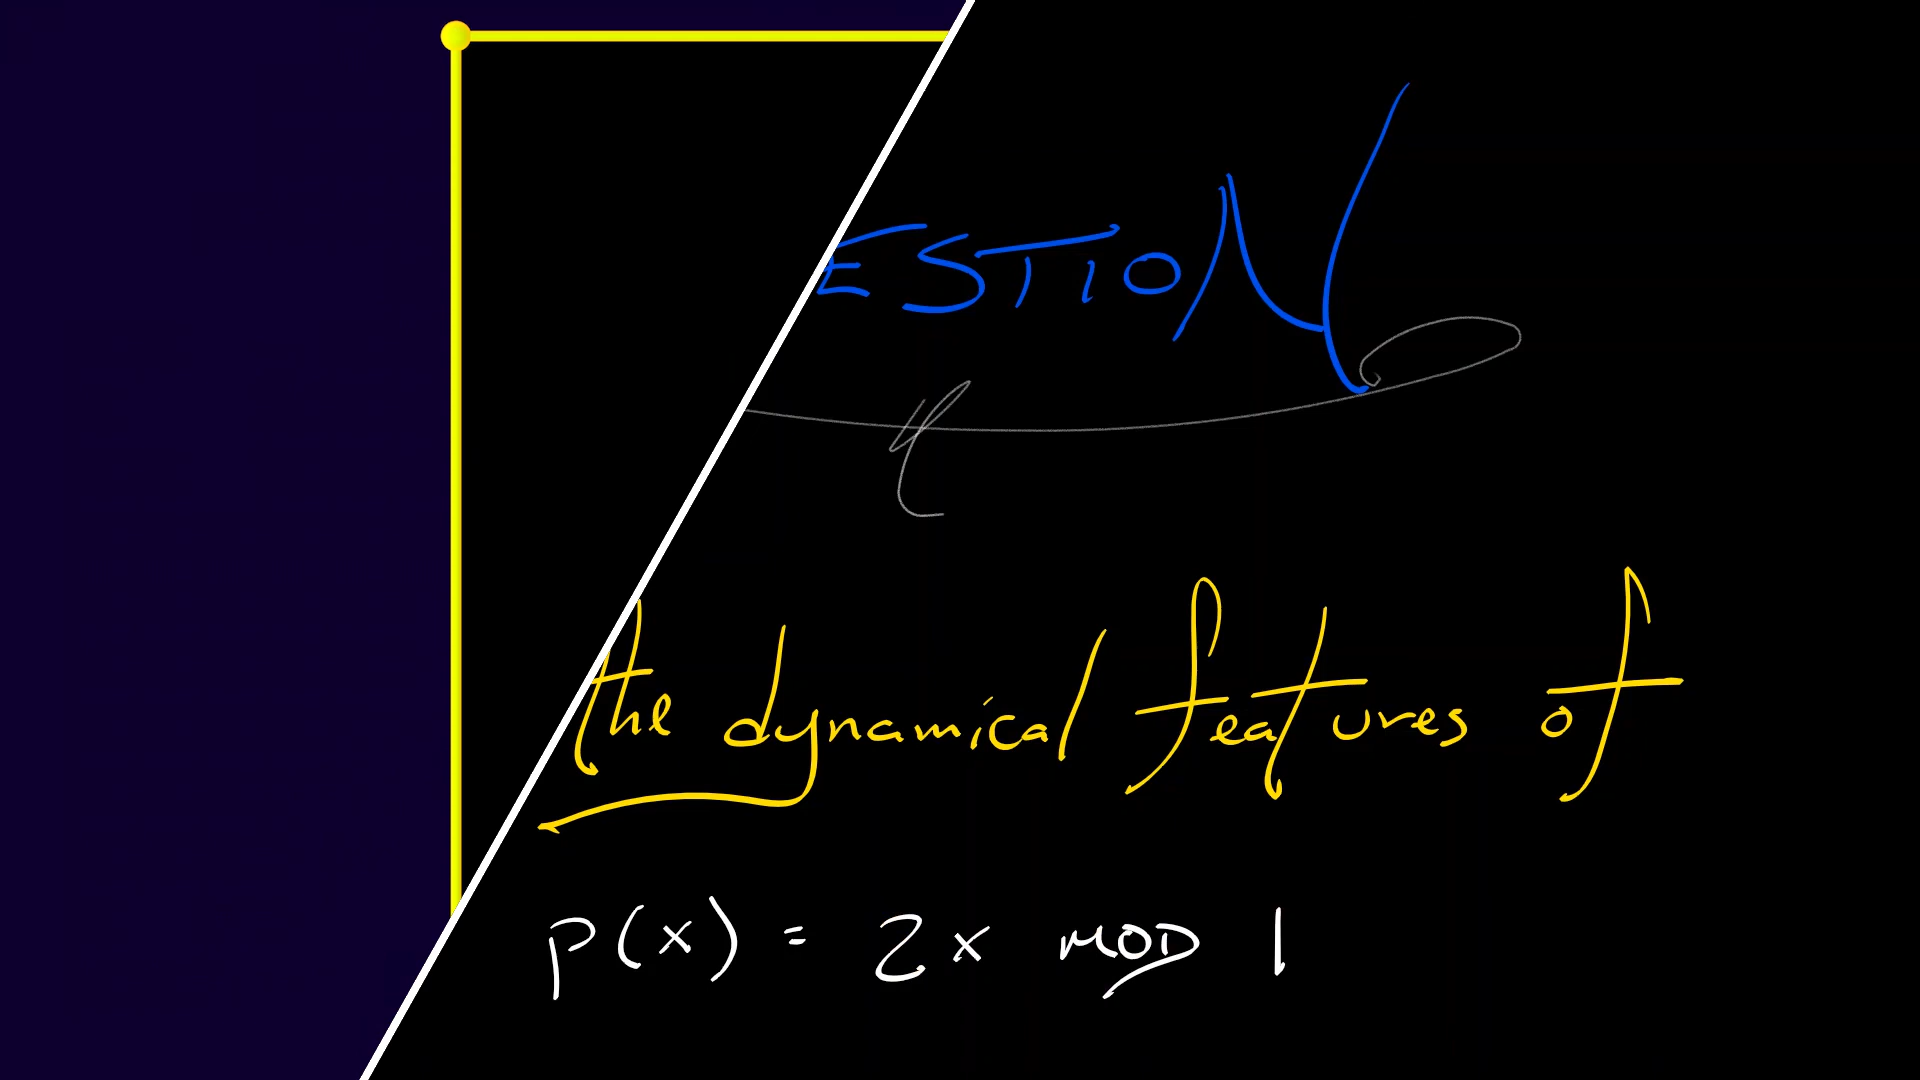 ESTION
the dynamical features of
p(x) = 2x MOD 1